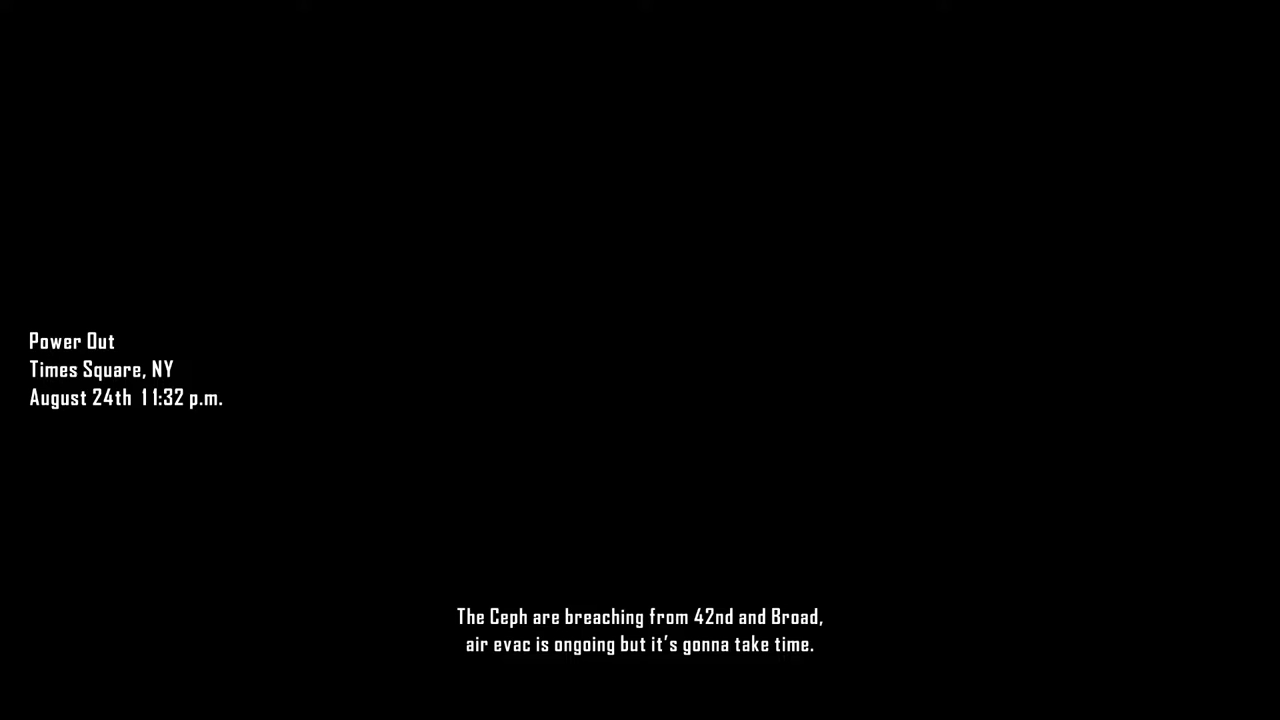 Power Out
Times Square, NY
August 24th 11:32 p.m.
The Ceph are breaching from 42nd and Broad,
air evac is ongoing but it's gonna take time.